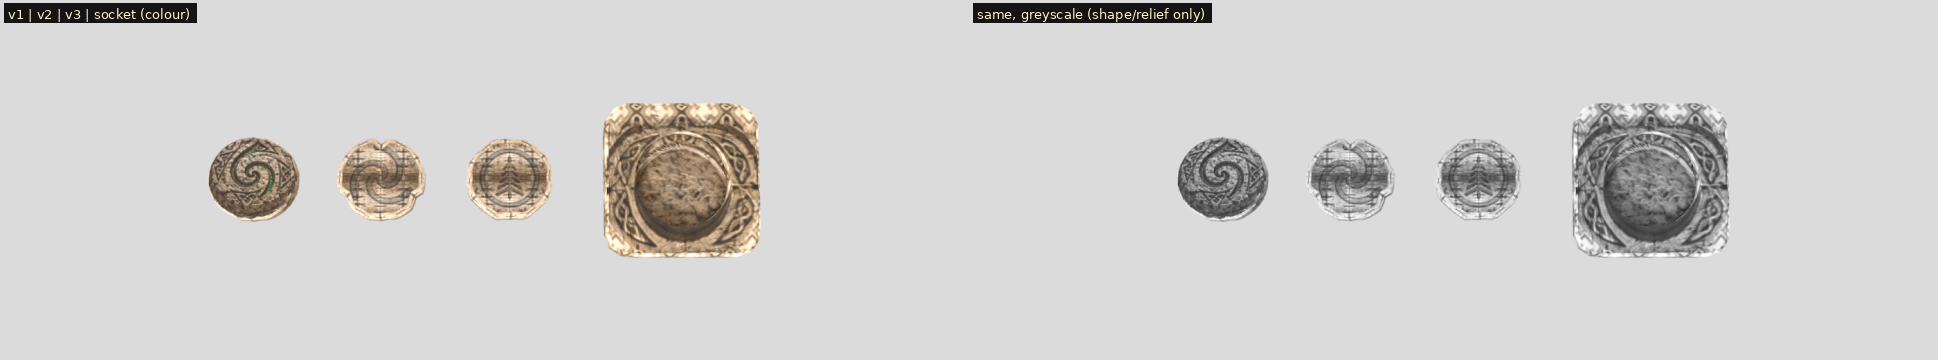 v1 | v2 | v3 | socket (colour)
same, greyscale (shape/relief only)